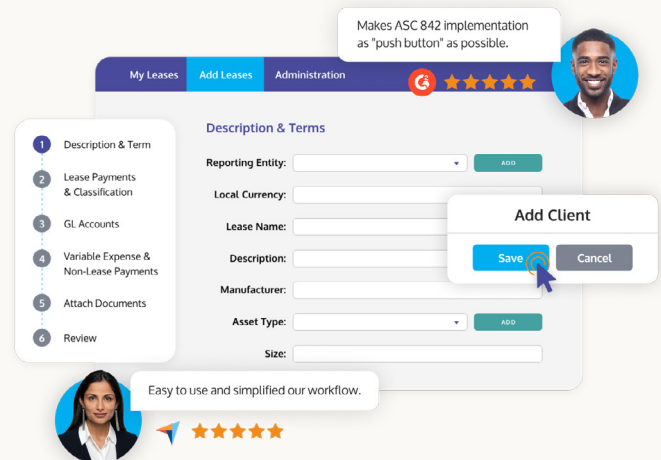 Makes ASC 842 implementation
as "push button" as possible.
My Leases
Add Leases
Administration
Description & Terms
1
Description & Term
2
Lease Payments
& Classification
3
GL Accounts
4
Variable Expense &
Non-Lease Payments
5
Attach Documents
6
Review
Reporting Entity:
ADD
Local Currency:
Lease Name:
Description:
Manufacturer:
Asset Type:
ADD
Size:
Add Client
Save
Cancel
Easy to use and simplified our workflow.